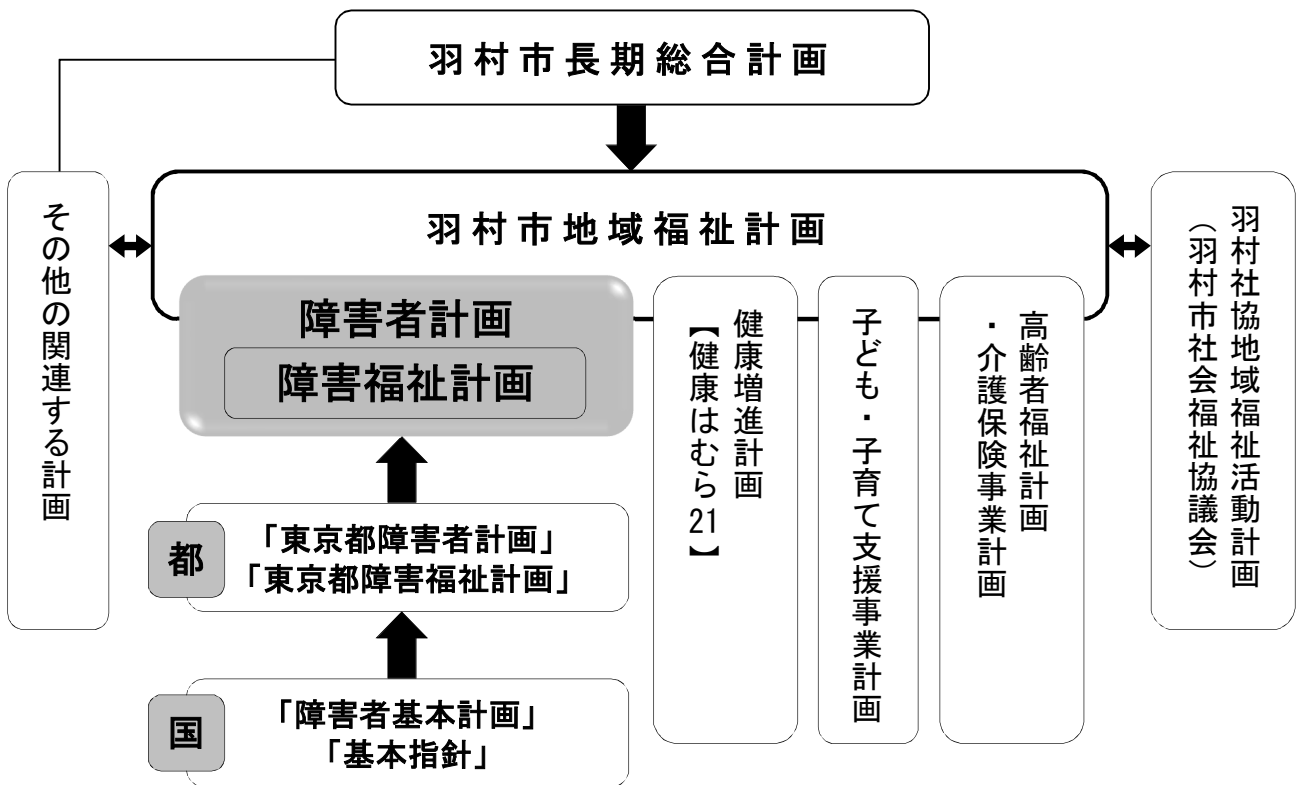 羽村市長期総合計画
その他の関連する計画
羽村市地域福祉計画
障害者計画
障害福祉計画
健康増進計画
【健康はむら21】
子ども・子育て支援事業計画
高齢者福祉計画
・介護保険事業計画
羽村社協地域福祉活動計画
（羽村市社会福祉協議会）
都
「東京都障害者計画」
「東京都障害福祉計画」
国
「障害者基本計画」
「基本指針」